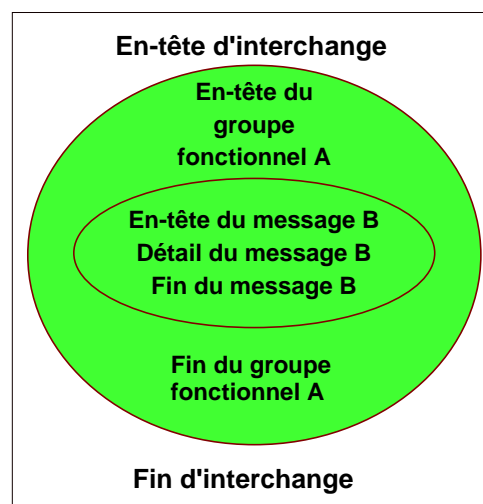 En-tête d'interchange
En-tête du
groupe
fonctionnel A
En-tête du message B
Détail du message B
Fin du message B
Fin du groupe
fonctionnel A
Fin d'interchange